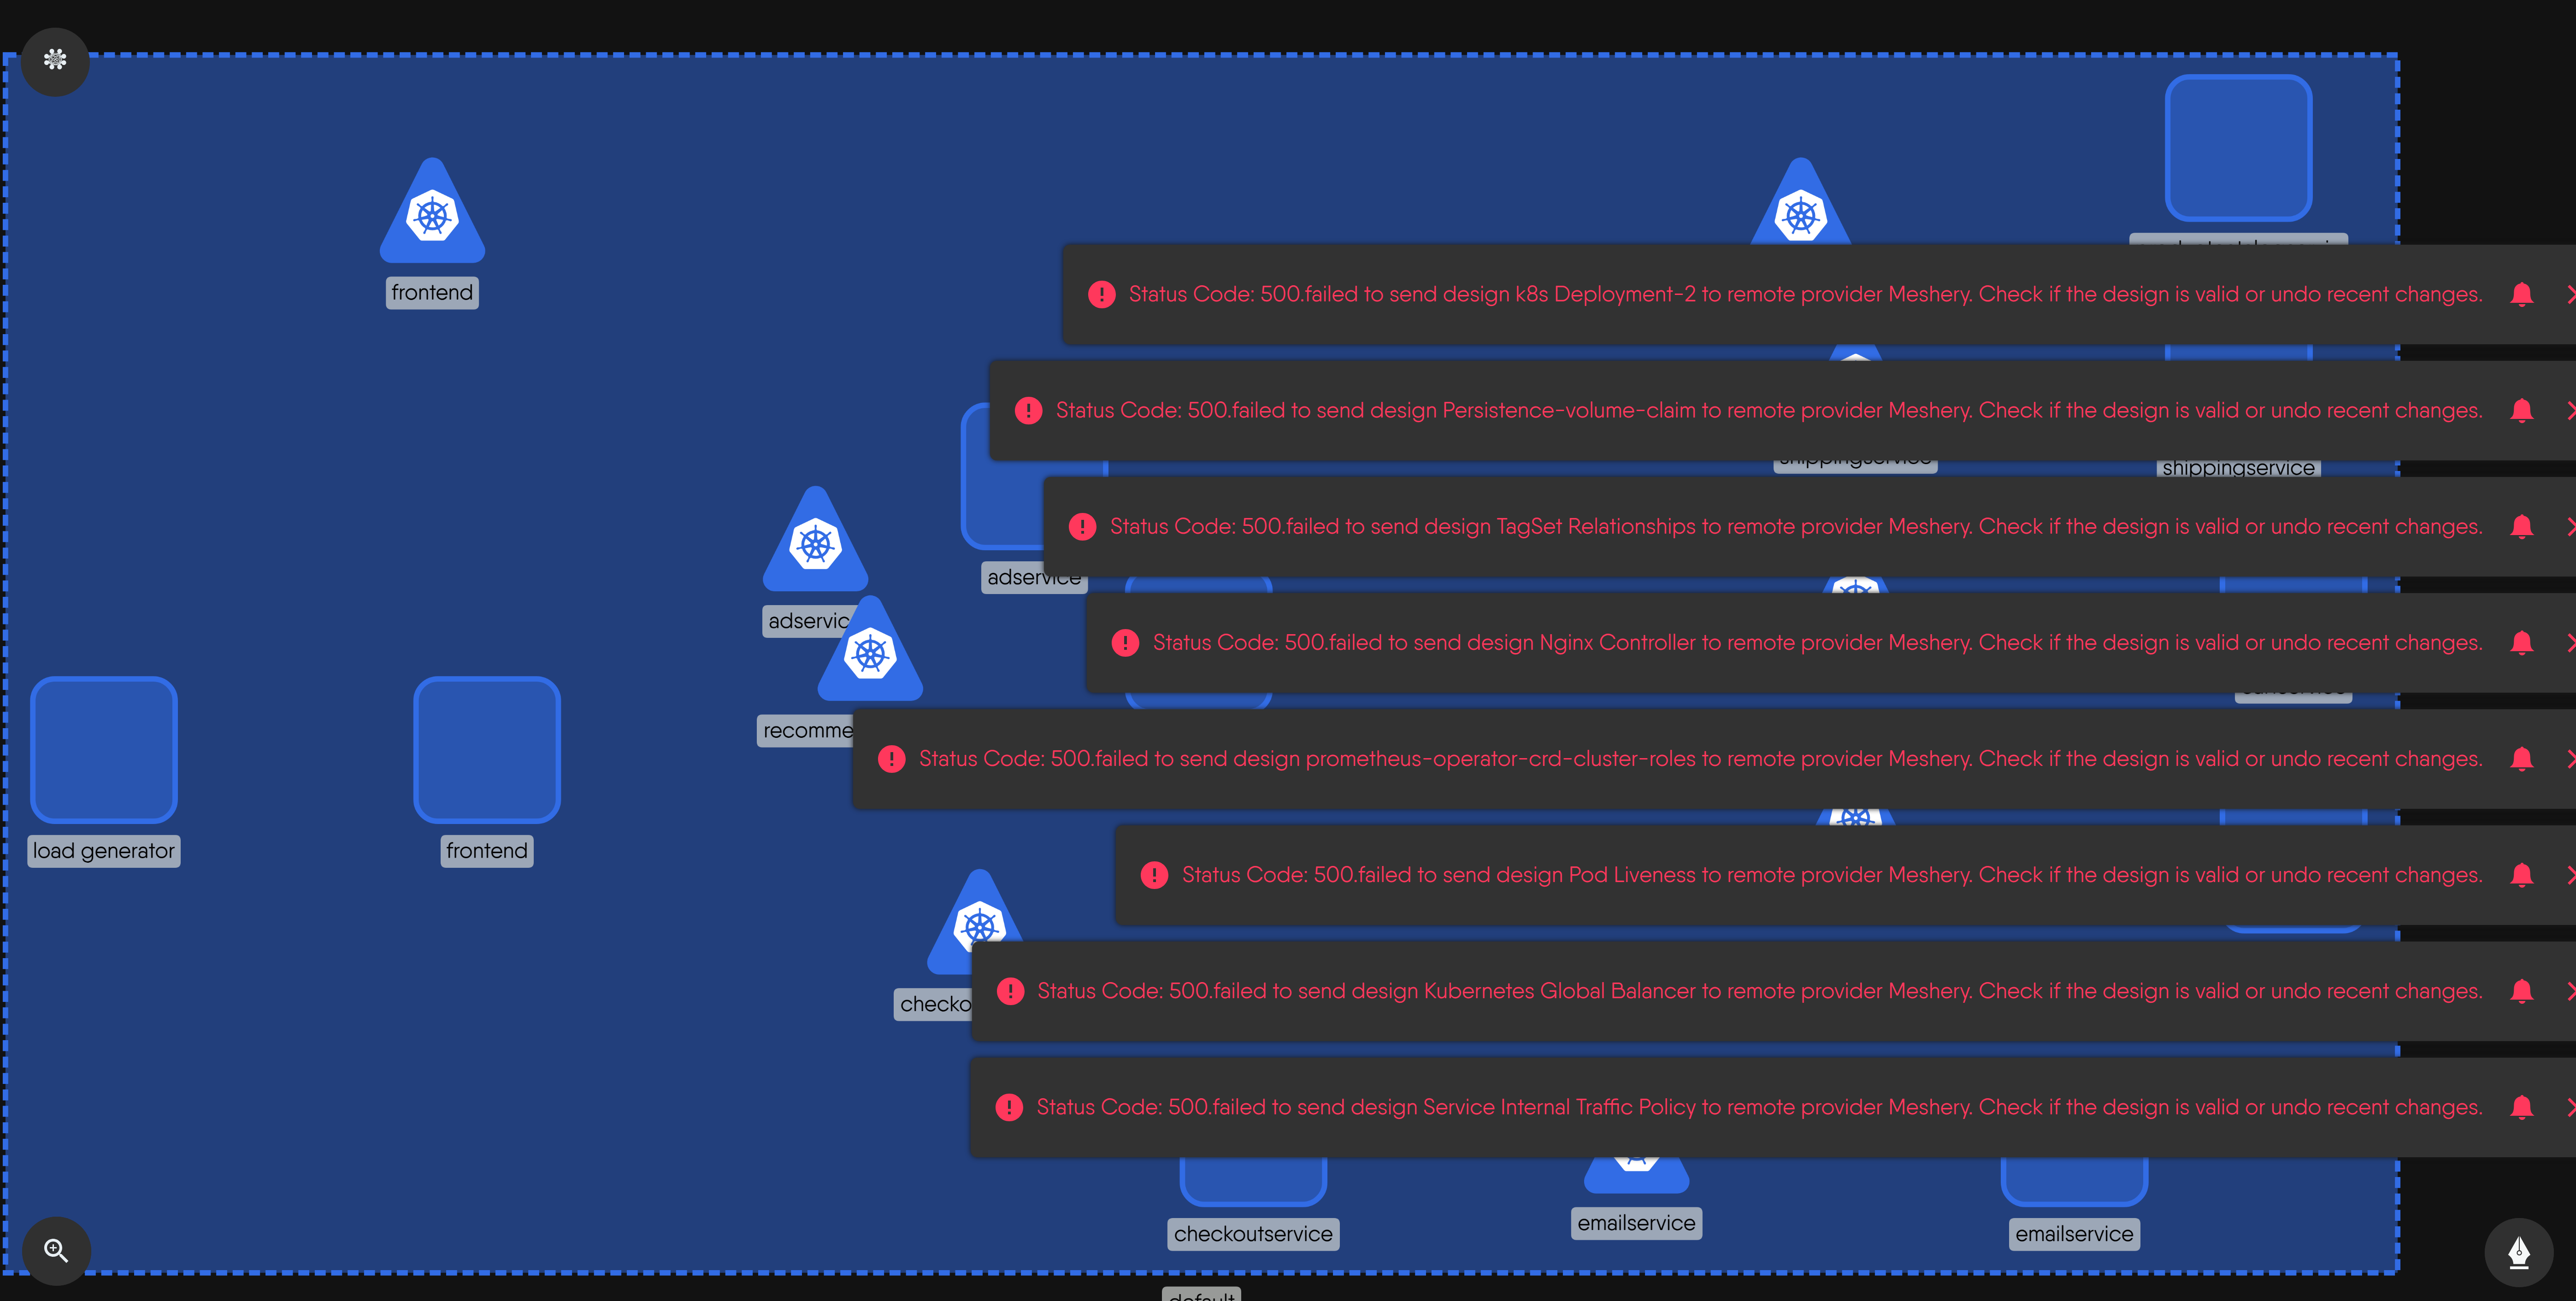 frontend
Status Code: 500.failed to send design k8s Deployment-2 to remote provider Meshery. Check if the design is valid or undo recent changes.
Status Code: 500.failed to send design Persistence-volume-claim to remote provider Meshery. Check if the design is valid or undo recent changes.
shippingservice
shippingservice
Status Code: 500.failed to send design TagSet Relationships to remote provider Meshery. Check if the design is valid or undo recent changes.
adservice
adservic
Status Code: 500.failed to send design Nginx Controller to remote provider Meshery. Check if the design is valid or undo recent changes.
recomme
Status Code: 500.failed to send design prometheus-operator-crd-cluster-roles to remote provider Meshery. Check if the design is valid or undo recent changes.
load generator
frontend
Status Code: 500.failed to send design Pod Liveness to remote provider Meshery. Check if the design is valid or undo recent changes.
checko
Status Code: 500.failed to send design Kubernetes Global Balancer to remote provider Meshery. Check if the design is valid or undo recent changes.
Status Code: 500.failed to send design Service Internal Traffic Policy to remote provider Meshery. Check if the design is valid or undo recent changes.
checkoutservice
emailservice
emailservice
default